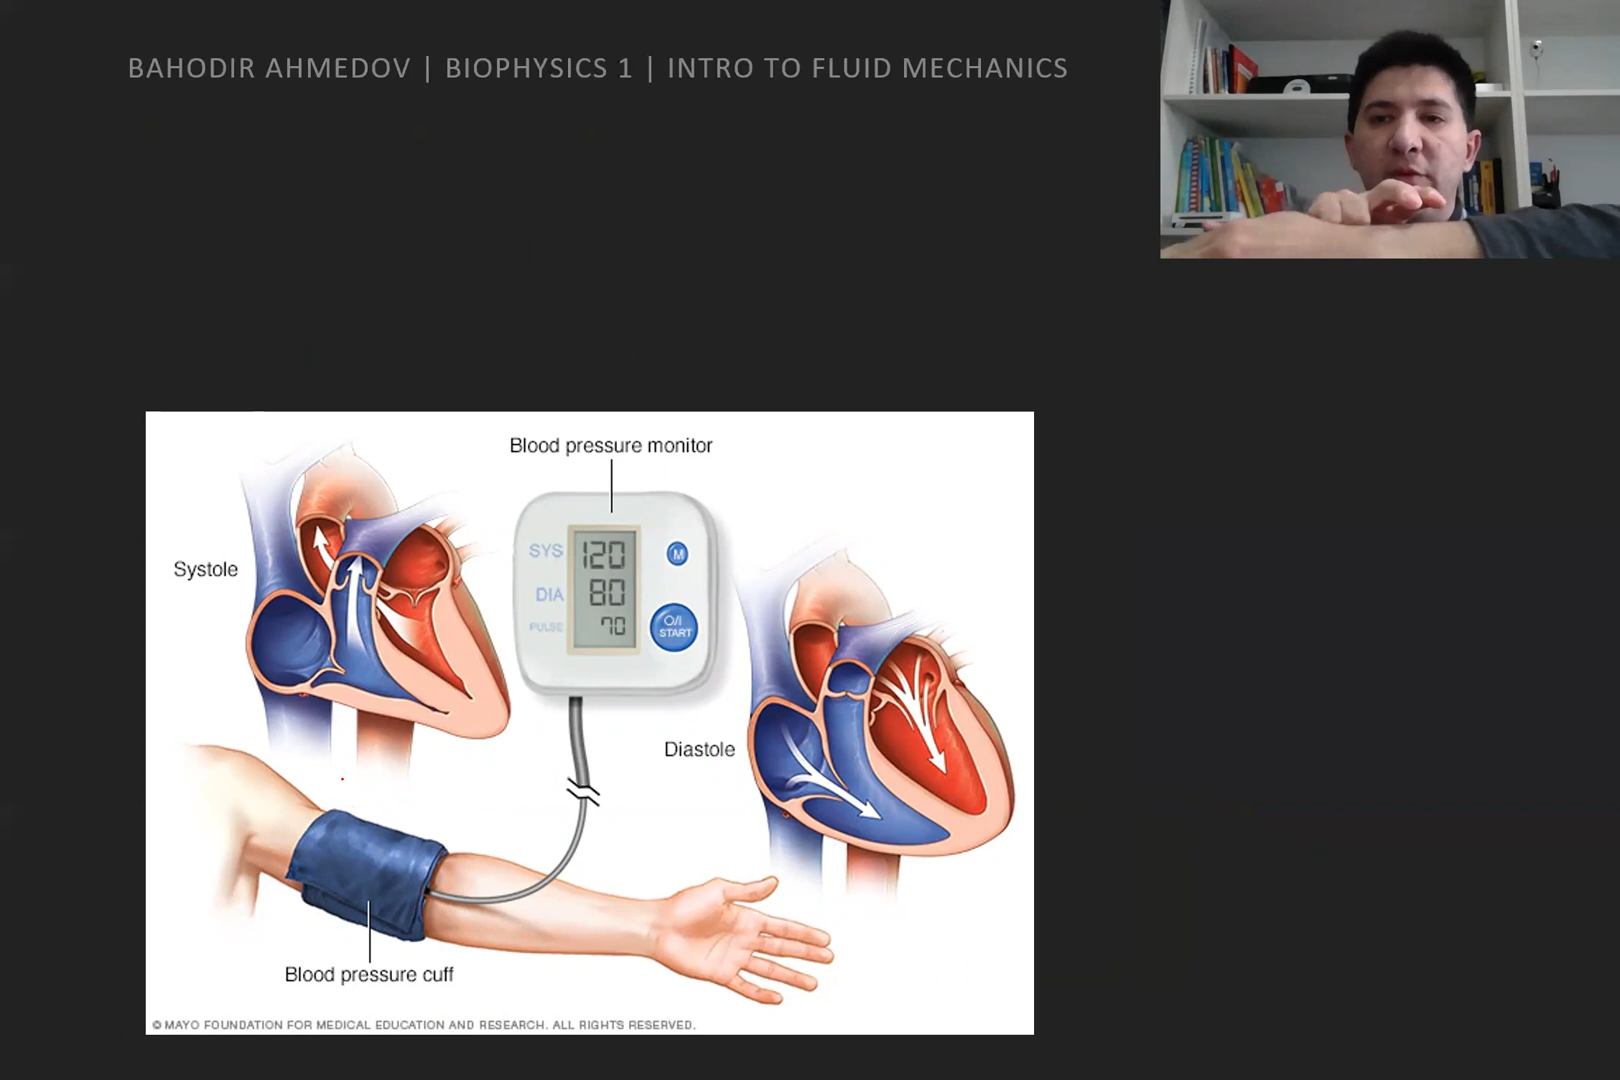 BAHODIR AHMEDOV | BIOPHYSICS 1 | INTRO TO FLUID MECHANICS
Blood pressure monitor
Systole
SYS 120
DIA 80
PULSE 70
M
O/I
START
Diastole
Blood pressure cuff
© MAYO FOUNDATION FOR MEDICAL EDUCATION AND RESEARCH. ALL RIGHTS RESERVED.